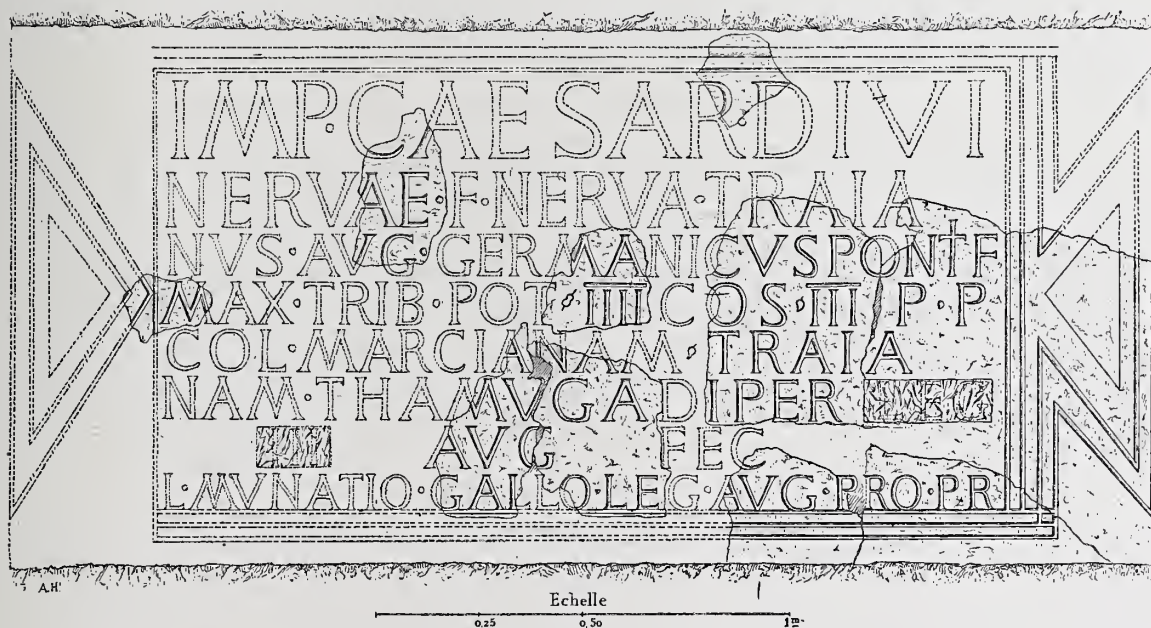 IMP·CAESAR DIVI
NERVAE·F·NERVA·TRAIA
NVS·AVG·GERMANICVS PONTIF
MAX·TRIB·POT·IIII COS·III·P·P
COL·MARCIANAM·TRAIA
NAM·THAMVGADI PER
AVG FEC
L·MVNATIO·GALLO·LEG·AVG·PRO·PR
A.H.
Echelle
0,25 0,50 1m.